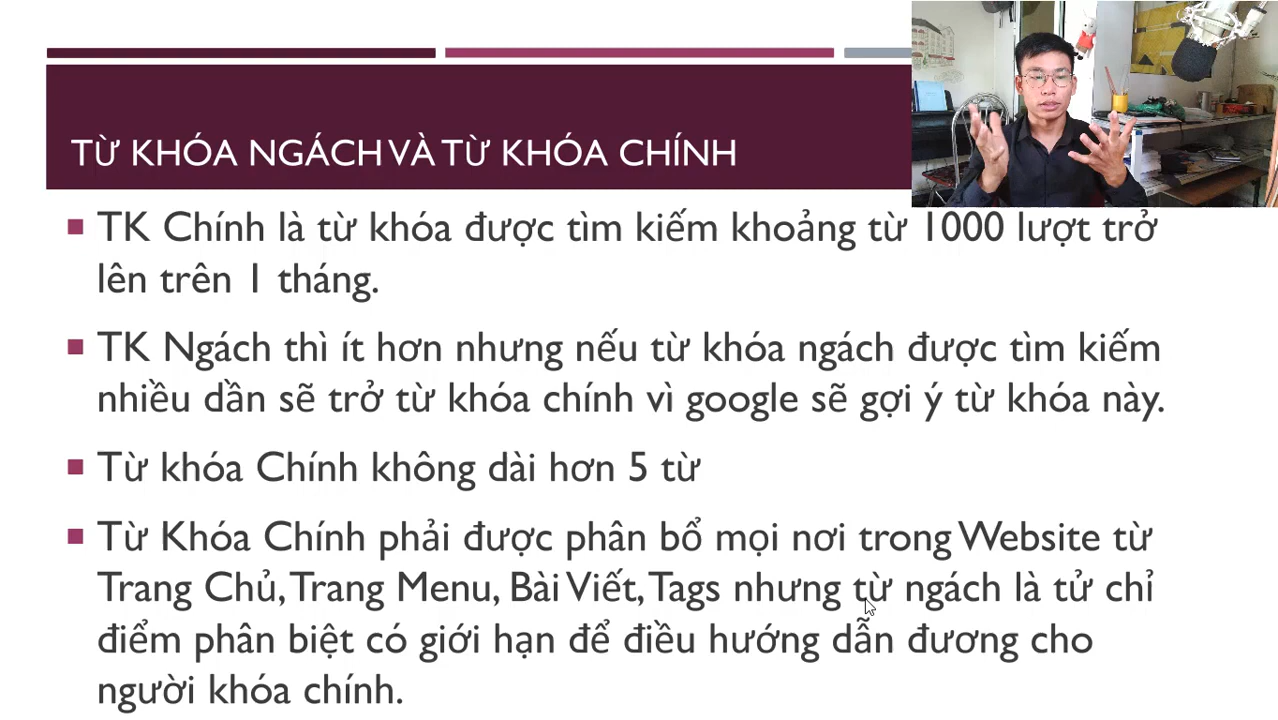 TỪ KHÓA NGÁCH VÀ TỪ KHÓA CHÍNH
TK Chính là từ khóa được tìm kiếm khoảng từ 1000 lượt trở
lên trên 1 tháng.
TK Ngách thì ít hơn nhưng nếu từ khóa ngách được tìm kiếm
nhiều dần sẽ trở từ khóa chính vì google sẽ gợi ý từ khóa này.
Từ khóa Chính không dài hơn 5 từ
Từ Khóa Chính phải được phân bổ mọi nơi trong Website từ
Trang Chủ, Trang Menu, Bài Viết, Tags nhưng từ ngách là tử chỉ
điểm phân biệt có giới hạn để điều hướng dẫn đương cho
người khóa chính.